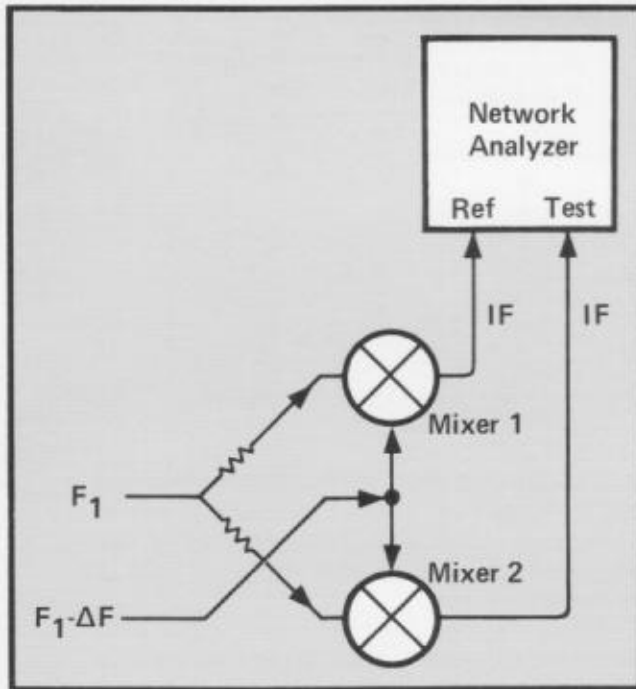 Network
Analyzer
Ref Test
IF IF
Mixer 1
F₁
Mixer 2
F₁-ΔF